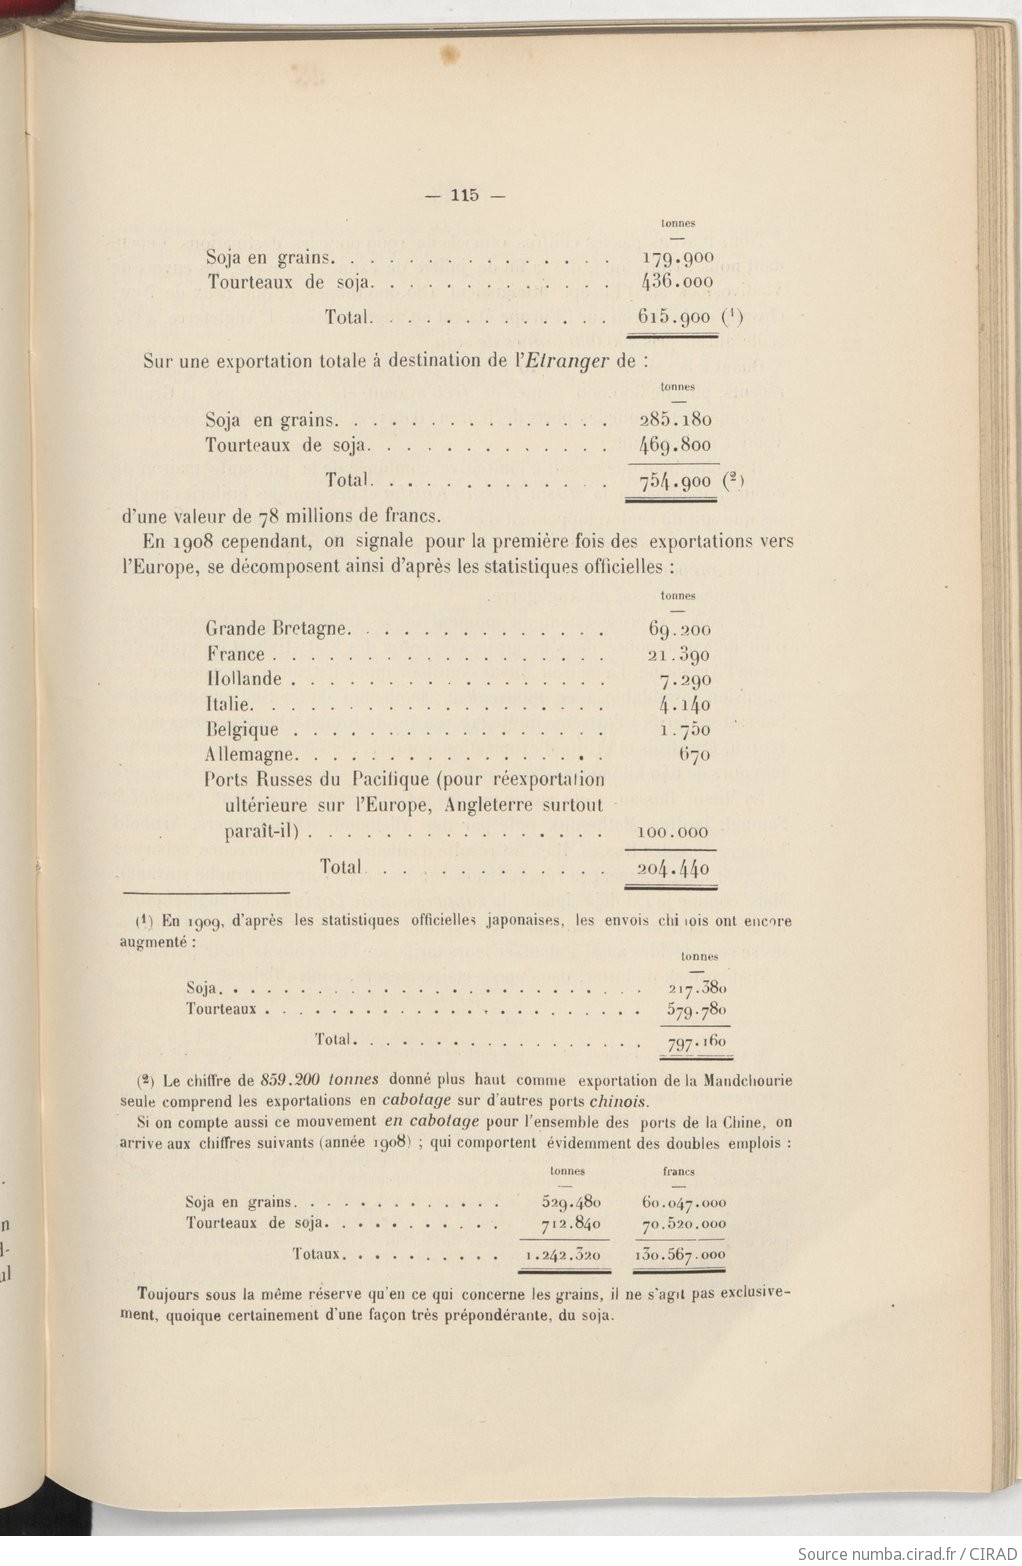 — 115 —
tonnes
Soja en grains. . . . . . . . . . . . . . . 179.900
Tourteaux de soja. . . . . . . . . . . . . 436.000
Total. . . . . . . . . . . . . 615.900 (1)
Sur une exportation totale à destination de l'Etranger de :
tonnes
Soja en grains. . . . . . . . . . . . . . . 285.180
Tourteaux de soja. . . . . . . . . . . . . 469.800
Total. . . . . . . . . . . . . 754.900 (2)
d'une valeur de 78 millions de francs.
En 1908 cependant, on signale pour la première fois des exportations vers
l'Europe, se décomposent ainsi d'après les statistiques officielles :
tonnes
Grande Bretagne. . . . . . . . . . . . . . 69.200
France . . . . . . . . . . . . . . . . . . 21.390
Hollande . . . . . . . . . . . . . . . . . 7.290
Italie. . . . . . . . . . . . . . . . . . . 4.140
Belgique . . . . . . . . . . . . . . . . . 1.750
Allemagne. . . . . . . . . . . . . . . . . 670
Ports Russes du Pacifique (pour réexportation
ultérieure sur l'Europe, Angleterre surtout
paraît-il) . . . . . . . . . . . . . . . . 100.000
Total . . . . . . . . . . . . . 204.440
(1) En 1909, d'après les statistiques officielles japonaises, les envois chinois ont encore
augmenté :
tonnes
Soja. . . . . . . . . . . . . . . . . . . . . . . . . . 217.380
Tourteaux . . . . . . . . . . . . . . . . . . . . . . . 579.780
Total. . . . . . . . . . . . . . . . . . 797.160
(2) Le chiffre de 859.200 tonnes donné plus haut comme exportation de la Mandchourie
seule comprend les exportations en cabotage sur d'autres ports chinois.
Si on compte aussi ce mouvement en cabotage pour l'ensemble des ports de la Chine, on
arrive aux chiffres suivants (année 1908) ; qui comportent évidemment des doubles emplois :
tonnes francs
Soja en grains. . . . . . . . . . . . . 529.480 60.047.000
Tourteaux de soja. . . . . . . . . . . 712.840 70.520.000
Totaux. . . . . . . . . . 1.242.320 130.567.000
Toujours sous la même réserve qu'en ce qui concerne les grains, il ne s'agit pas exclusive-
ment, quoique certainement d'une façon très prépondérante, du soja.
Source numba.cirad.fr / CIRAD